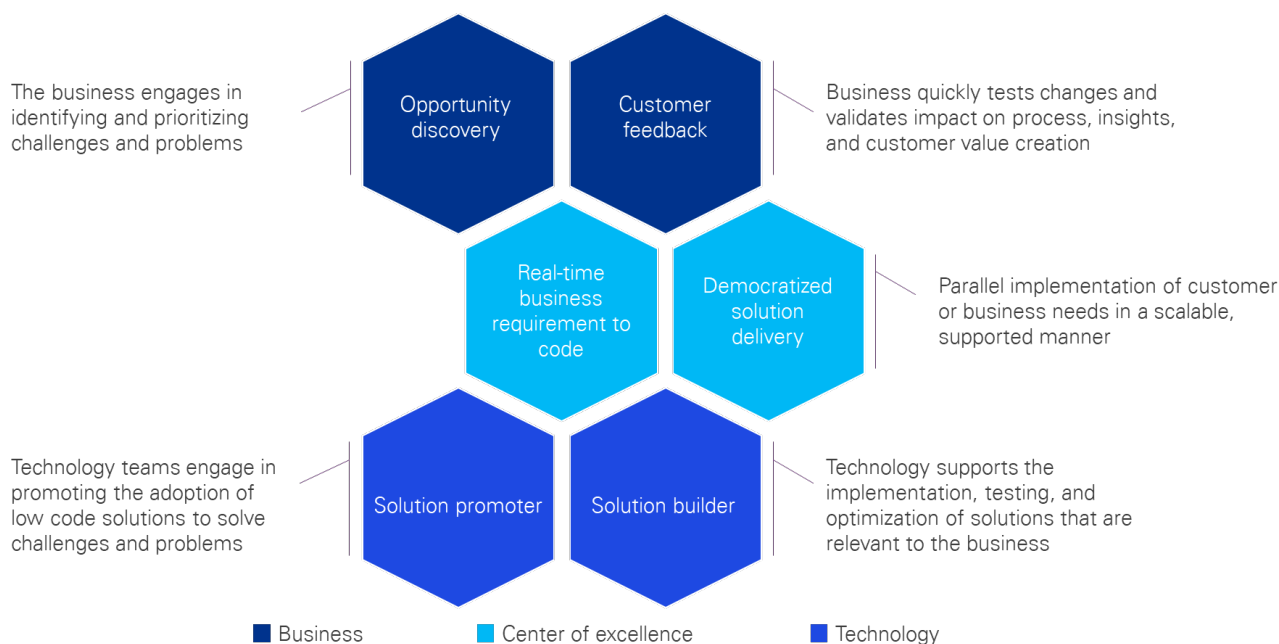 The business engages in
identifying and prioritizing
challenges and problems
Opportunity
discovery
Customer
feedback
Business quickly tests changes and
validates impact on process, insights,
and customer value creation
Real-time
business
requirement to
code
Democratized
solution
delivery
Parallel implementation of customer
or business needs in a scalable,
supported manner
Technology teams engage in
promoting the adoption of
low code solutions to solve
challenges and problems
Solution promoter
Solution builder
Technology supports the
implementation, testing, and
optimization of solutions that are
relevant to the business
Business
Center of excellence
Technology